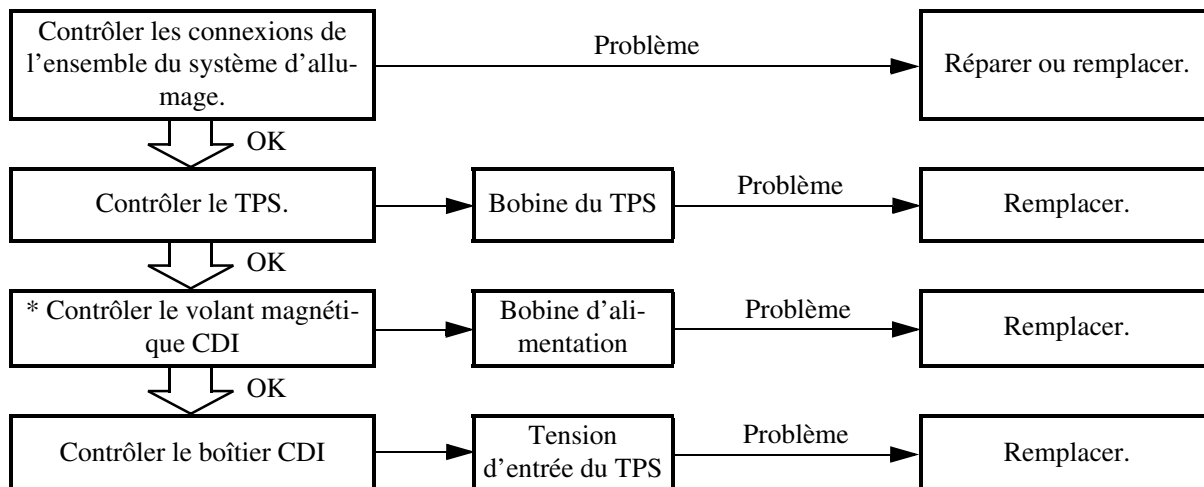 Contrôler les connexions de
l’ensemble du système d’allu-
mage.
Problème
Réparer ou remplacer.
OK
Contrôler le TPS.
Bobine du TPS
Problème
Remplacer.
OK
* Contrôler le volant magnéti-
que CDI
Bobine d’ali-
mentation
Problème
Remplacer.
OK
Contrôler le boîtier CDI
Tension
d’entrée du TPS
Problème
Remplacer.